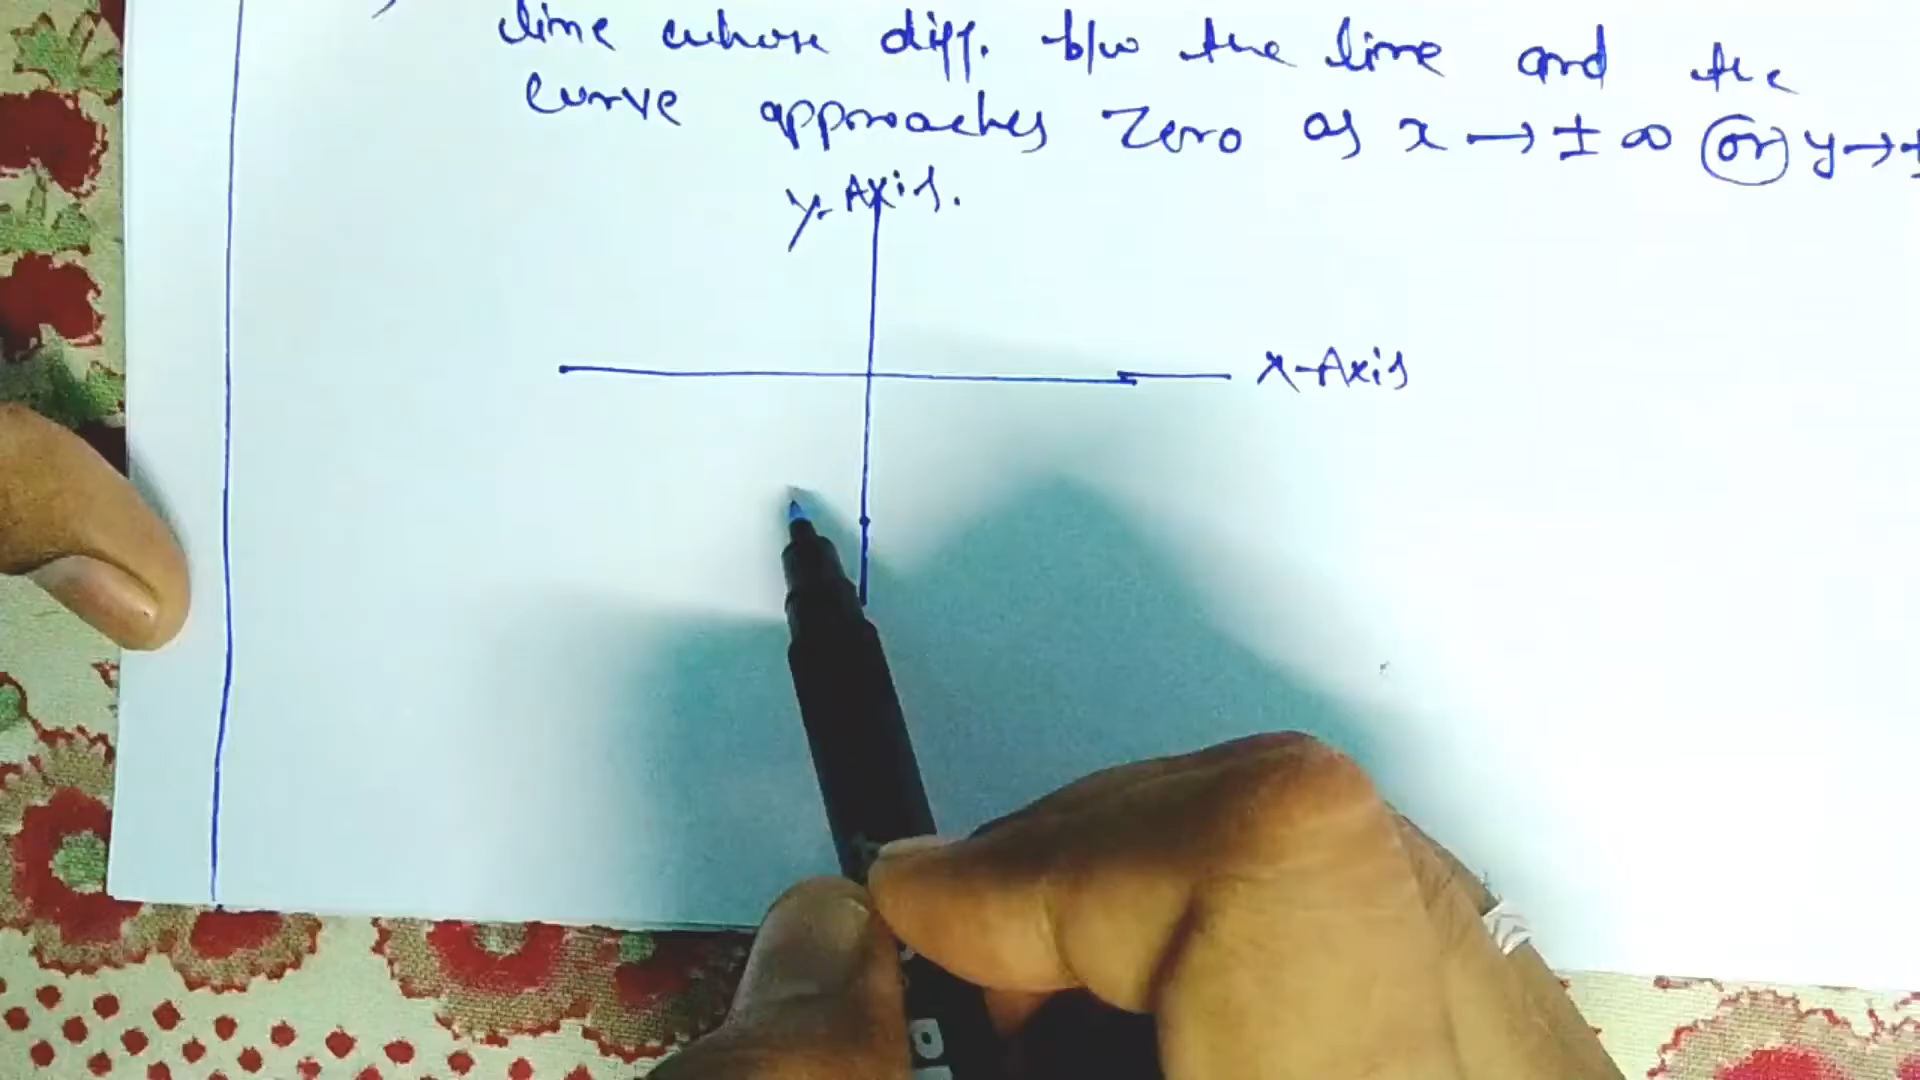 line whose diff. b/w the line and the
curve approaches zero as x → ± ∞ (or) y → ±
y-Axis.
x-Axis